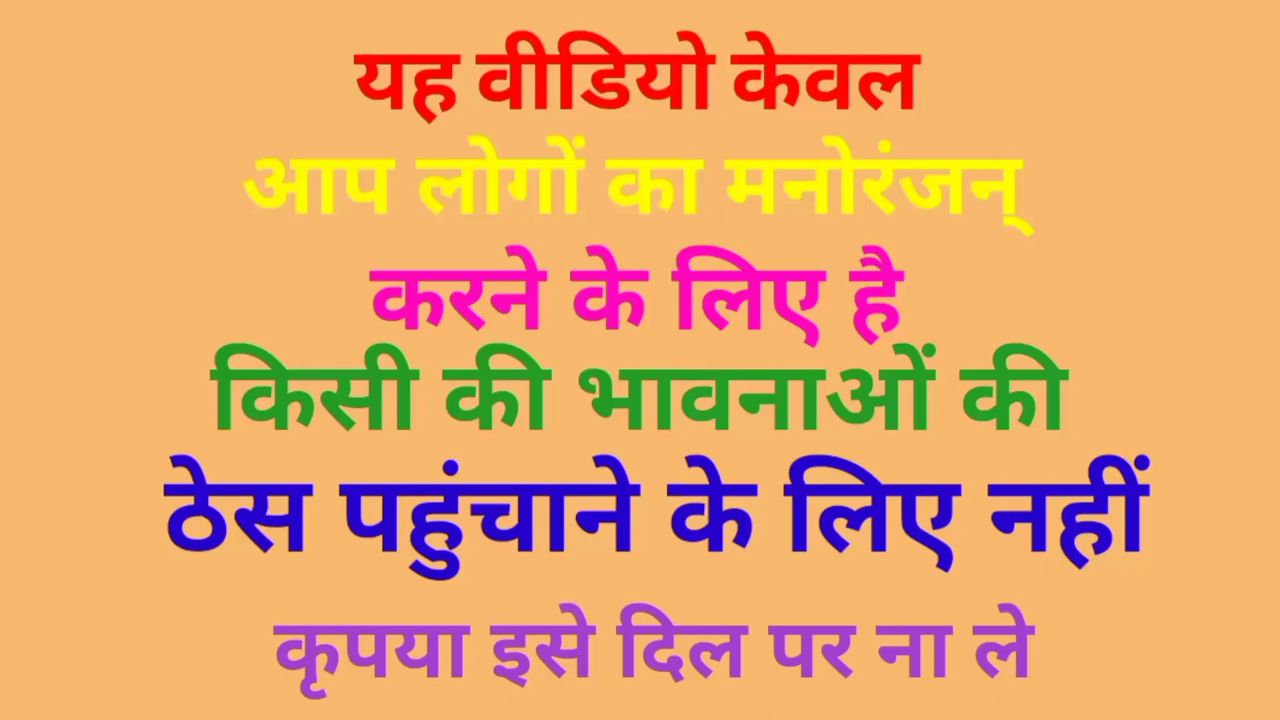 यह वीडियो केवल
आप लोगों का मनोरंजन्
करने के लिए है
किसी की भावनाओं की
ठेस पहुंचाने के लिए नहीं
कृपया इसे दिल पर ना ले